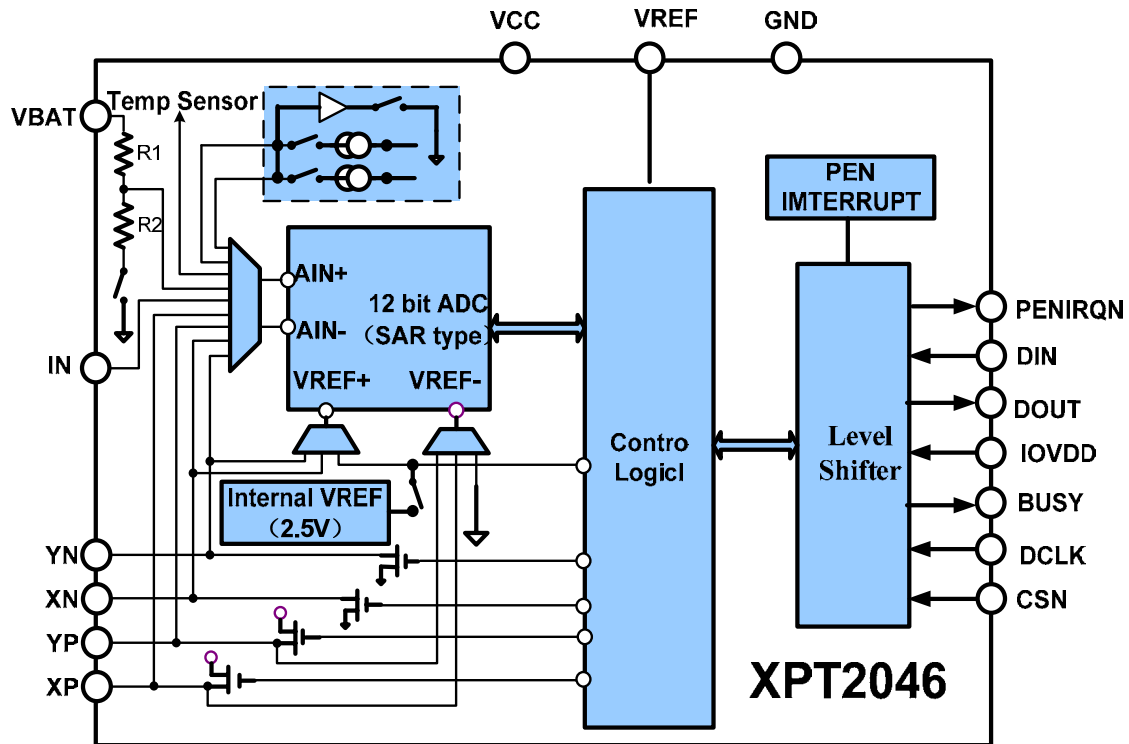 VCC
VREF
GND
VBAT
Temp Sensor
R1
R2
PEN
IMTERRUPT
AIN+
12 bit ADC
AIN-
（SAR type）
VREF+
VREF-
IN
PENIRQN
DIN
DOUT
Contro
Logicl
Level
Shifter
IOVDD
BUSY
DCLK
CSN
Internal VREF
（2.5V）
YN
XN
YP
XP
XPT2046